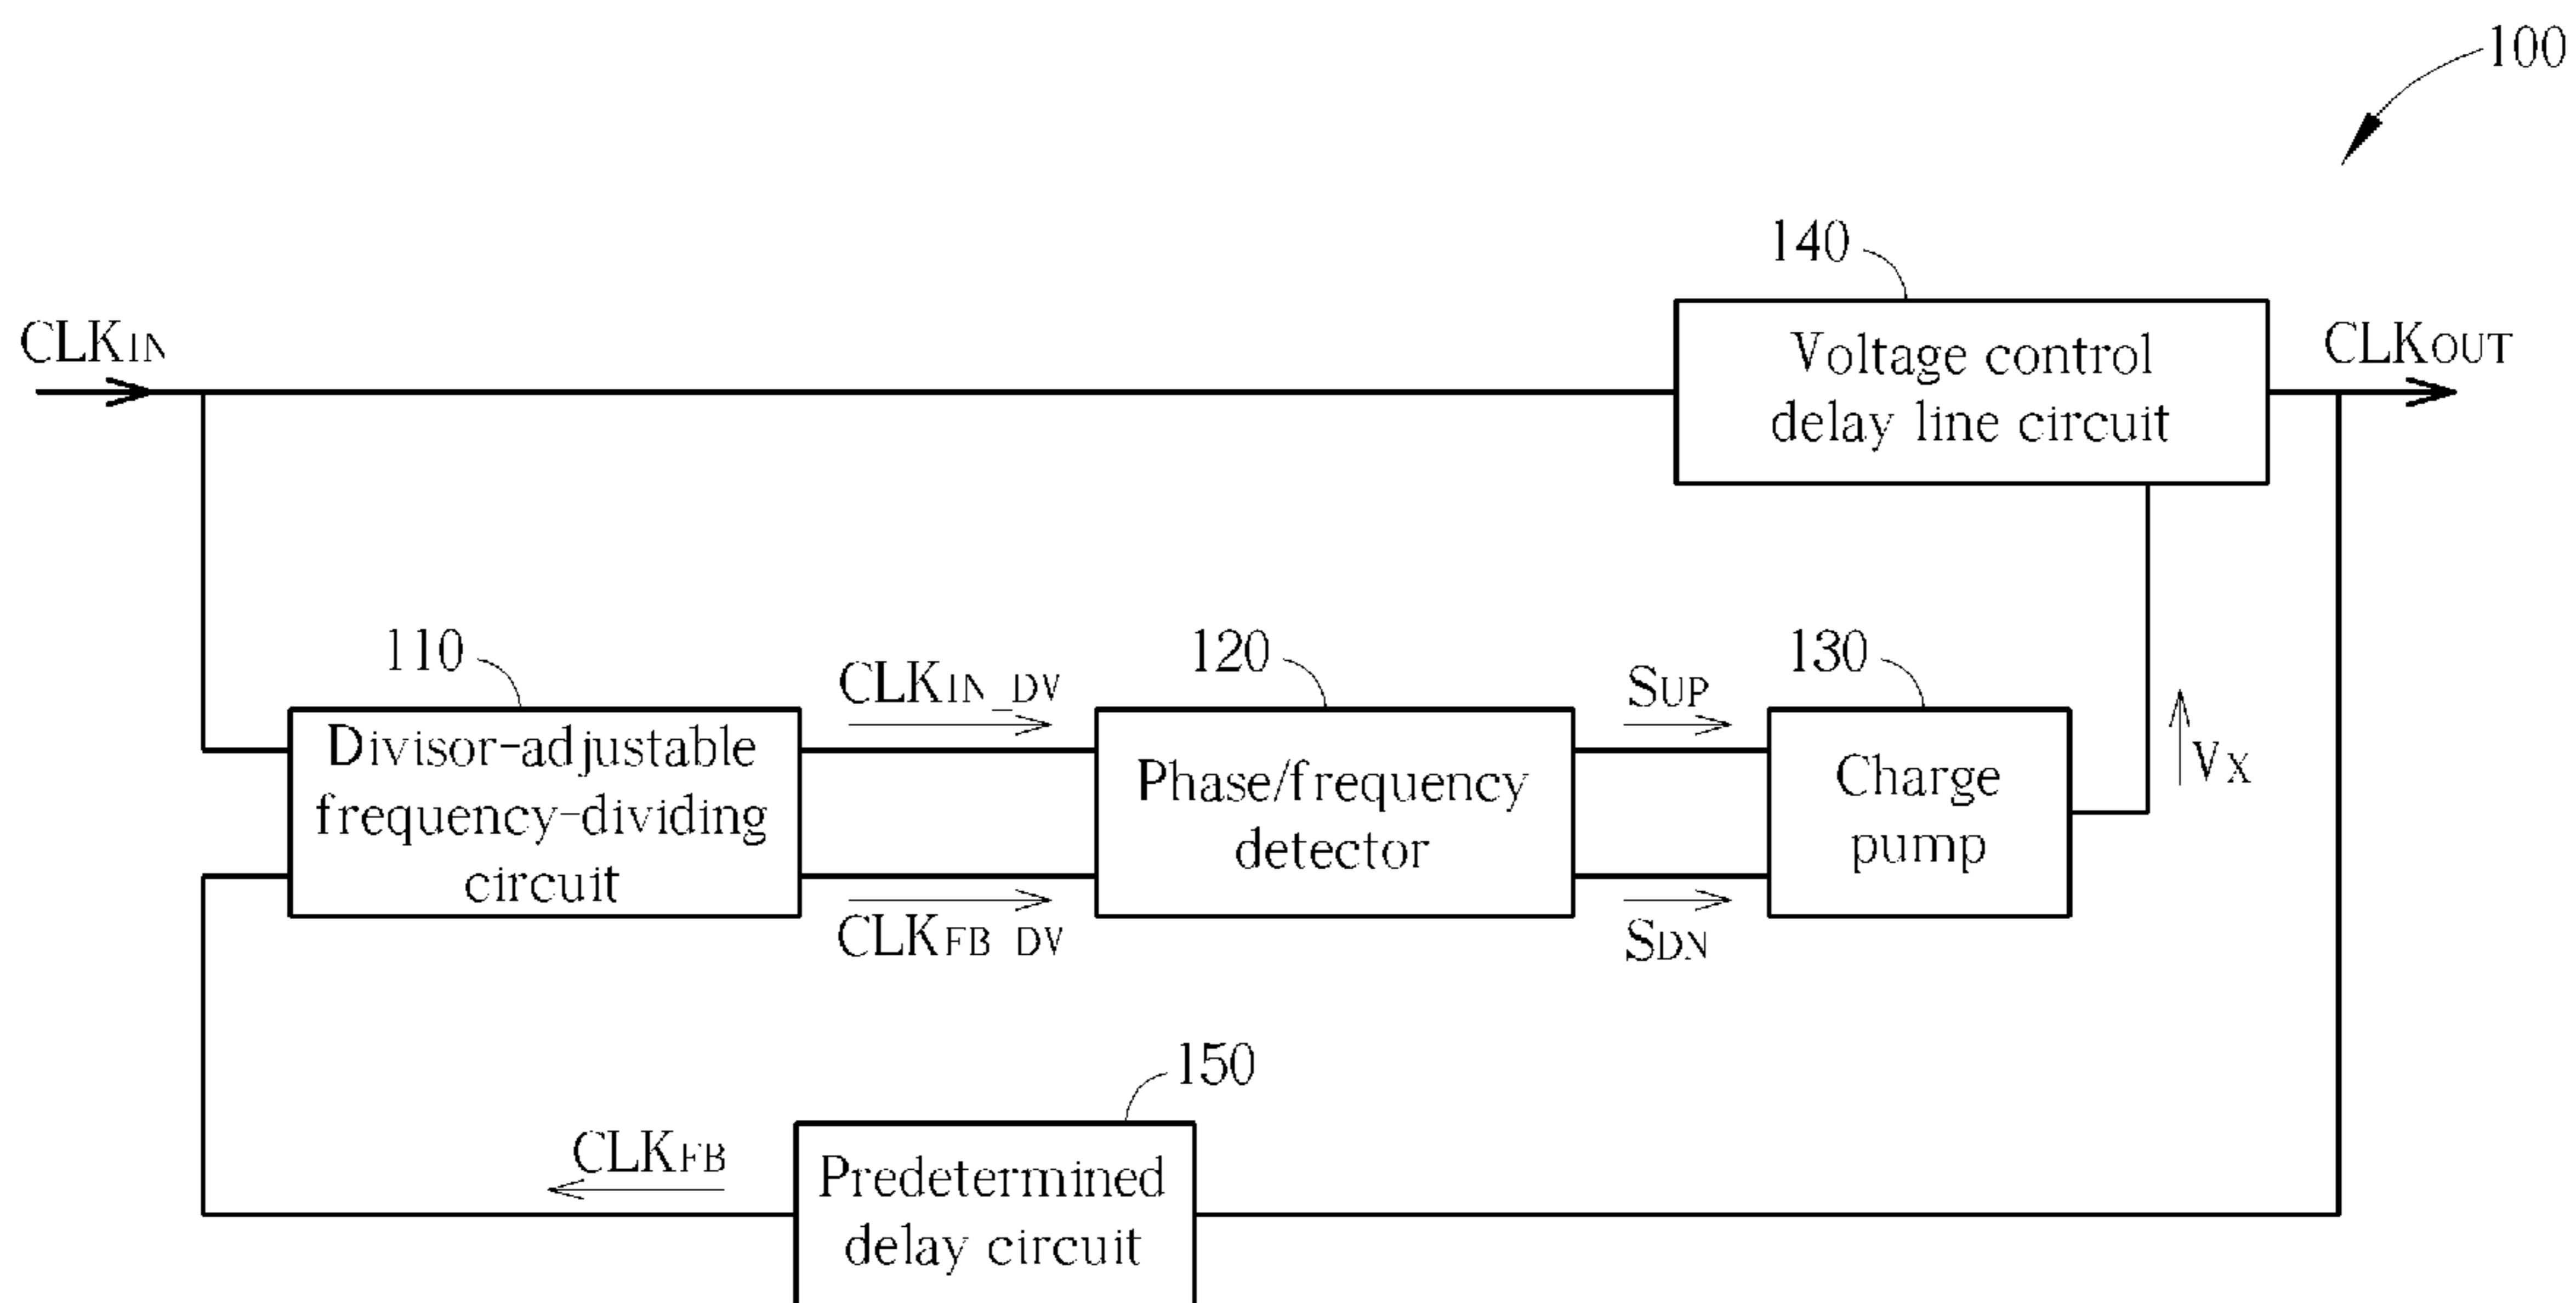 100
140
CLKIN
Voltage control
delay line circuit
CLKOUT
110
CLKIN_DV
120
SUP
130
Divisor-adjustable
frequency-dividing
circuit
Phase/frequency
detector
Charge
pump
VX
CLKFB_DV
SDN
150
CLKFB
Predetermined
delay circuit